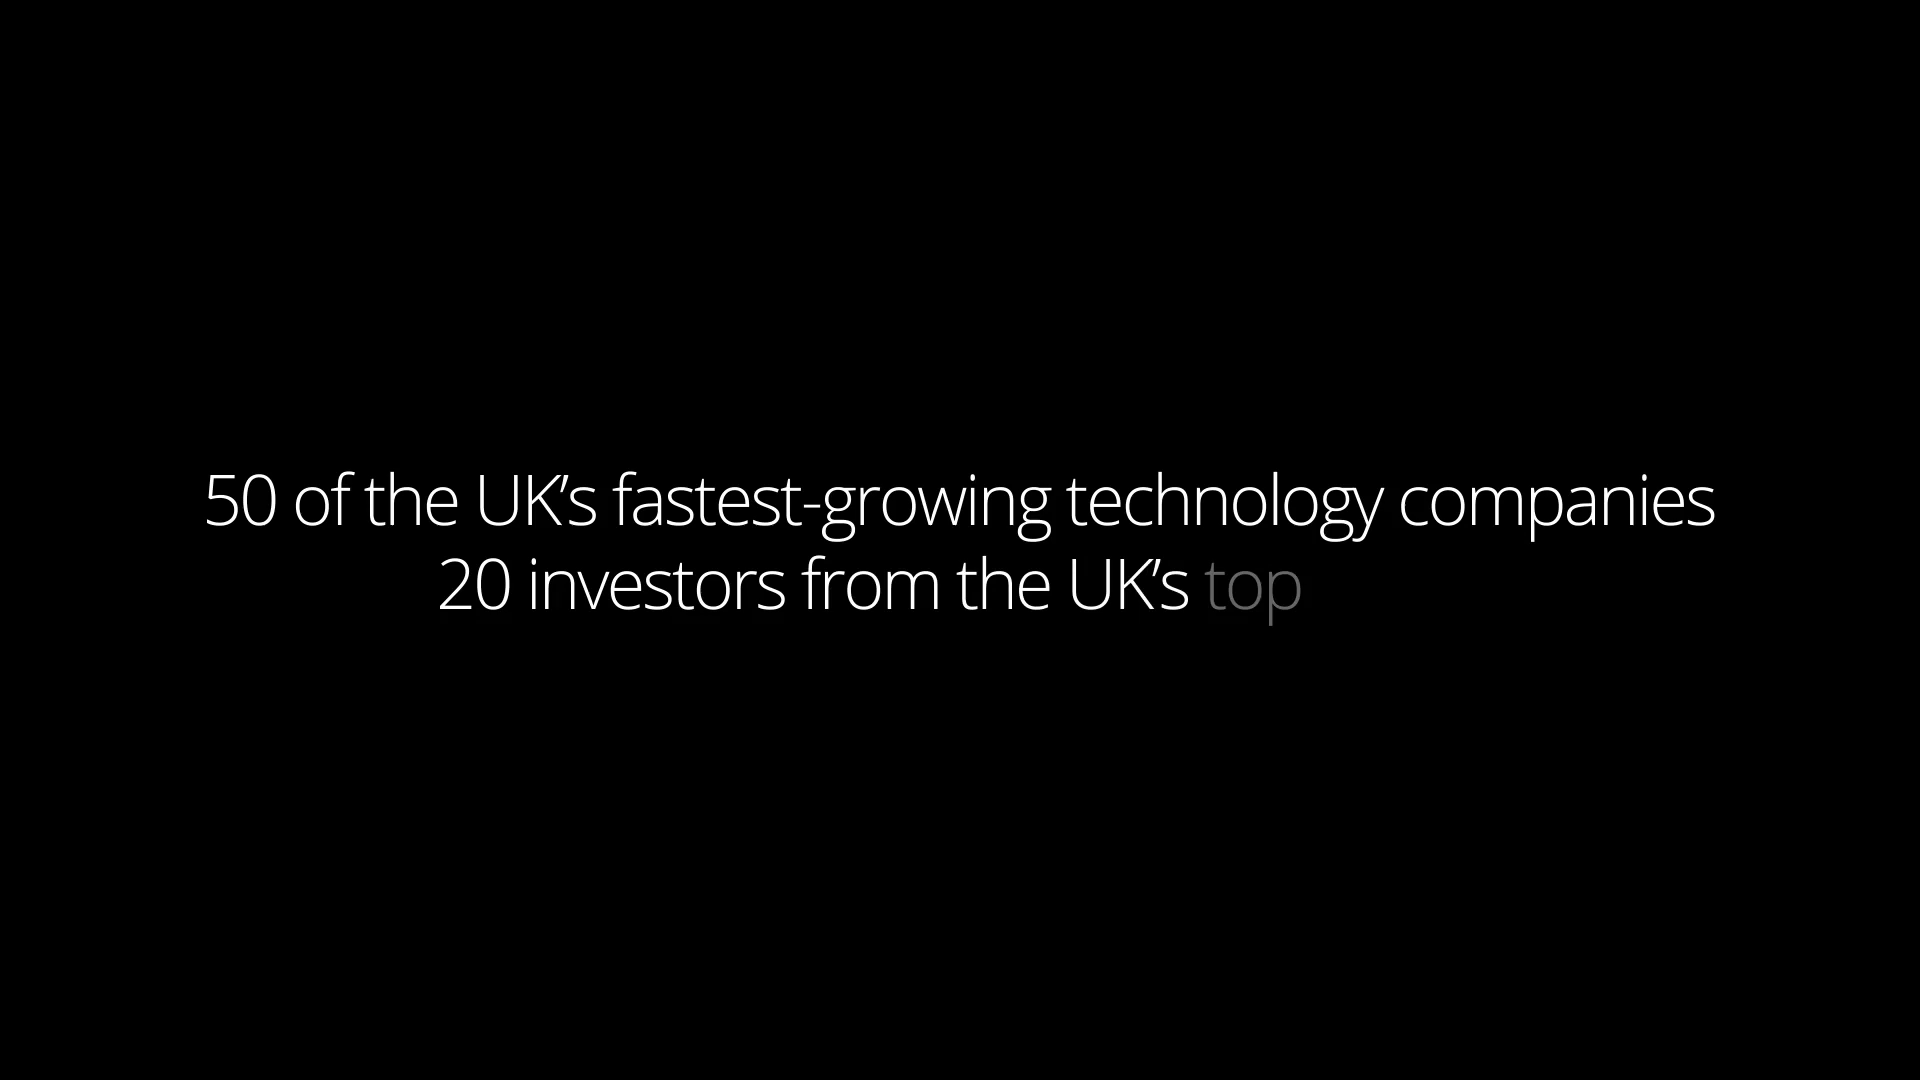 50 of the UK’s fastest-growing technology companies
20 investors from the UK’s top